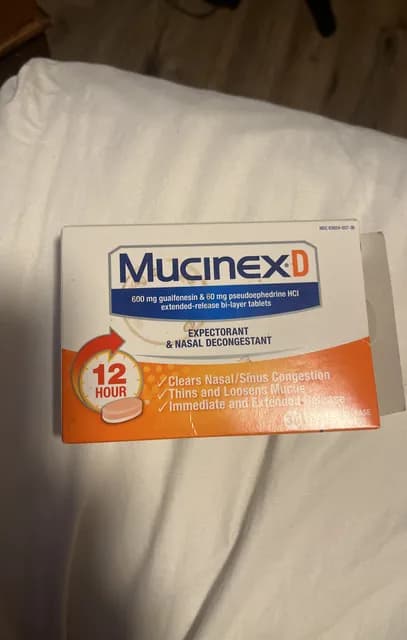 MUCINEX®D
600 mg guaifenesin & 60 mg pseudoephedrine HCl
extended-release bi-layer tablets
EXPECTORANT
& NASAL DECONGESTANT
12
HOUR
✓Clears Nasal/Sinus Congestion
✓Thins and Loosens Mucus
✓Immediate and Extended Release